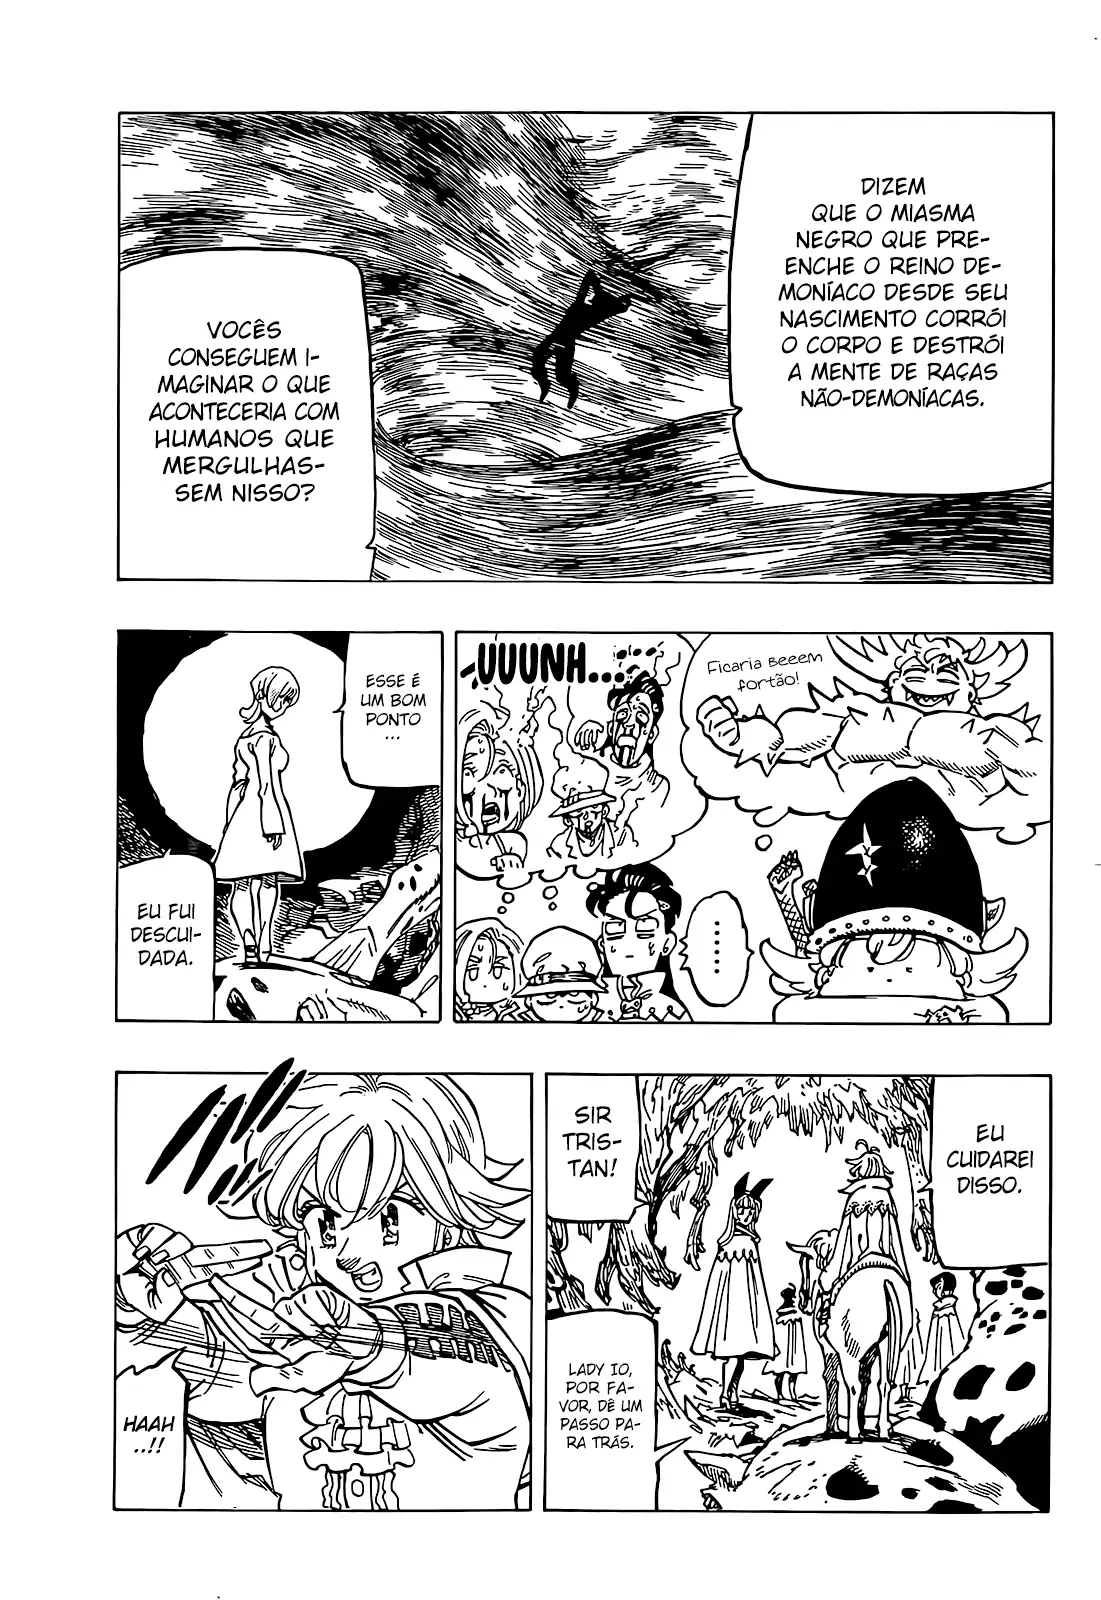 DIZEM
QUE O MIASMA
NEGRO QUE PRE-
ENCHE O REINO DE-
MONÍACO DESDE SEU
NASCIMENTO CORRÓI
O CORPO E DESTRÓI
A MENTE DE RAÇAS
NÃO-DEMONÍACAS.
VOCÊS
CONSEGUEM I-
MAGINAR O QUE
ACONTECERIA COM
HUMANOS QUE
MERGULHAS-
SEM NISSO?
Ficaria Beeem
fortão!
UUUNH...
......
ESSE É
UM BOM
PONTO
...
EU FUI
DESCUI-
DADA.
EU
CUIDAREI
DISSO.
SIR
TRIS-
TAN!
LADY IO,
POR FA-
VOR, DÊ UM
PASSO PA-
RA TRÁS.
HAAH
..!!